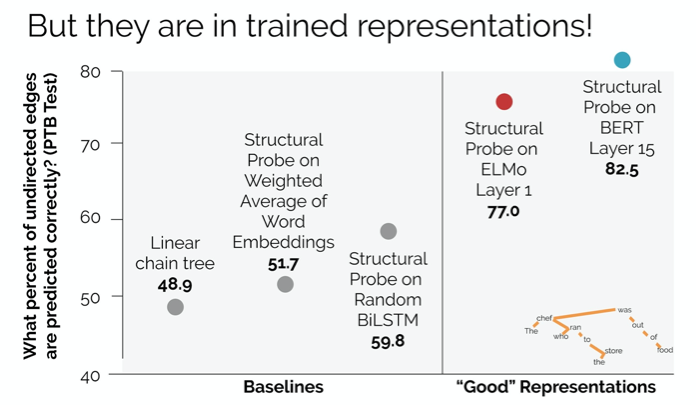 But they are in trained representations!
What percent of undirected edges
are predicted correctly? (PTB Test)
80
70
60
50
40
Linear
chain tree
48.9
Structural
Probe on
Weighted
Average of
Word
Embeddings
51.7
Structural
Probe on
Random
BiLSTM
59.8
Structural
Probe on
ELMo
Layer 1
77.0
Structural
Probe on
BERT
Layer 15
82.5
The
chef
who
ran
to
the
store
was
out
of
food
Baselines
“Good” Representations